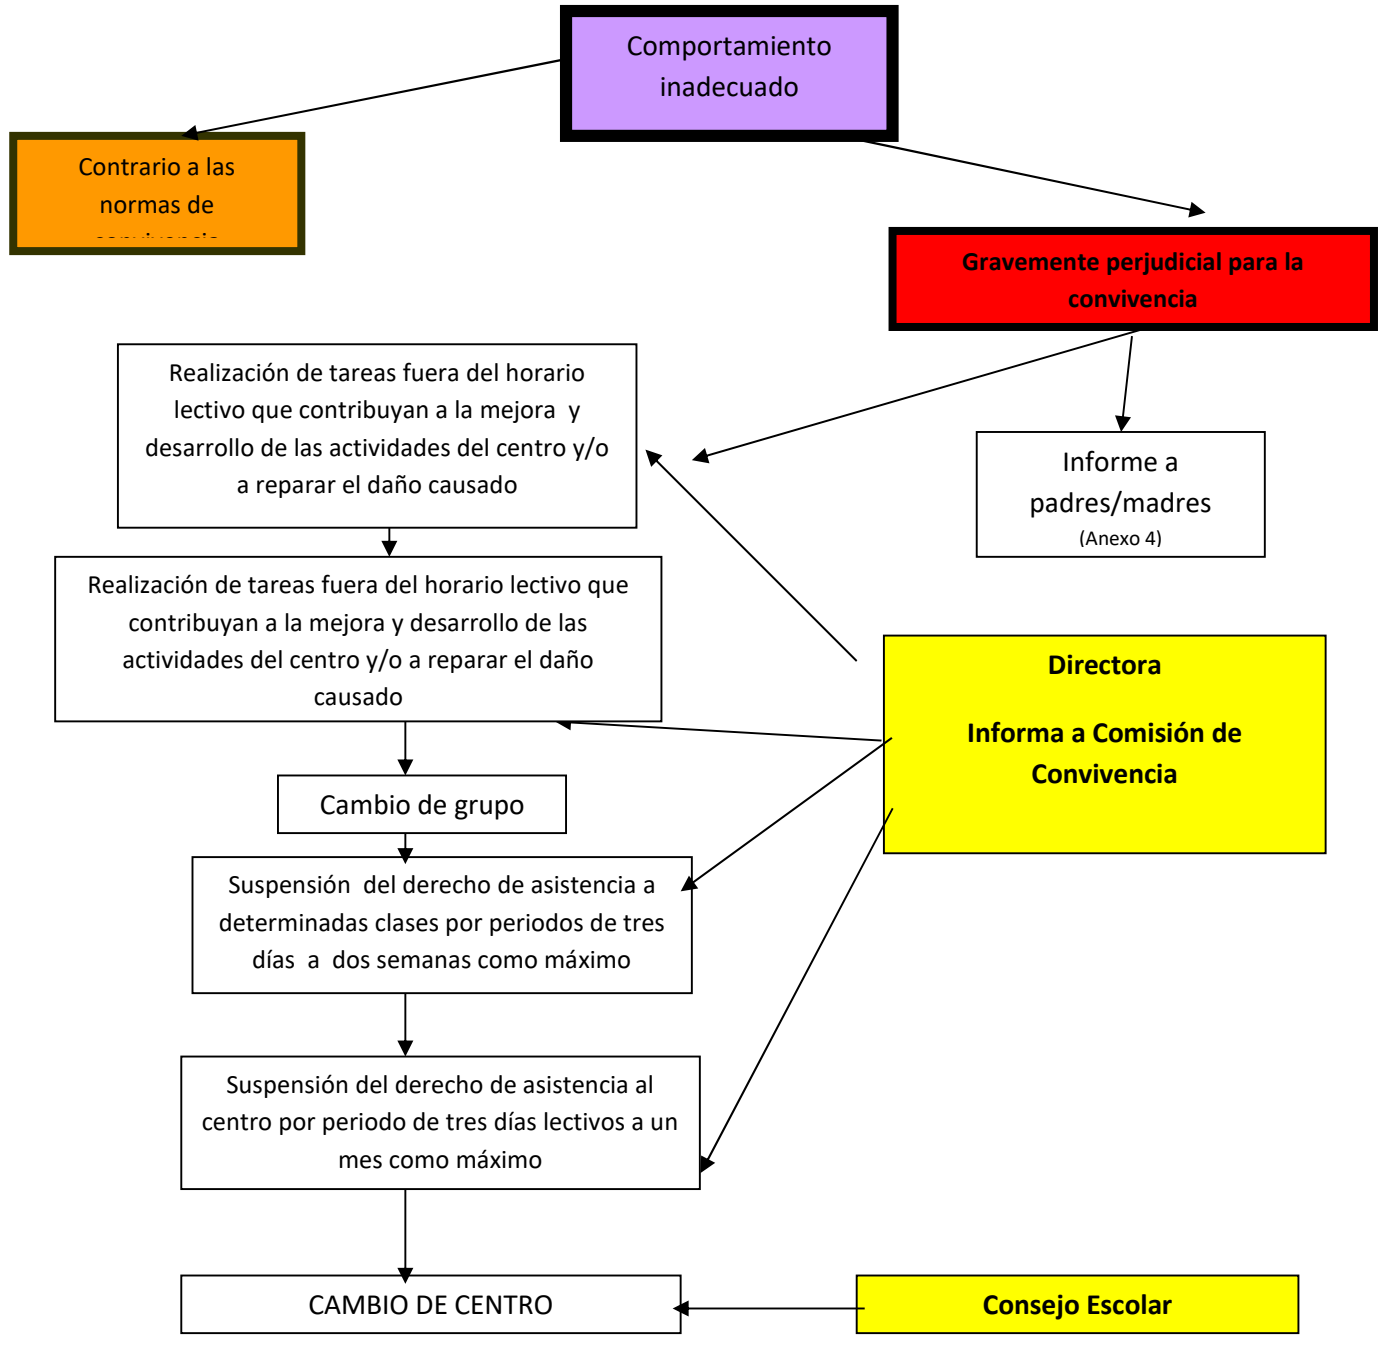 Comportamiento
inadecuado
Contrario a las
normas de
Gravemente perjudicial para la
convivencia
Realización de tareas fuera del horario
lectivo que contribuyan a la mejora  y
desarrollo de las actividades del centro y/o
a reparar el daño causado
Informe a
padres/madres
(Anexo 4)
Realización de tareas fuera del horario lectivo que
contribuyan a la mejora y desarrollo de las
actividades del centro y/o a reparar el daño
causado
Directora
Informa a Comisión de
Convivencia
Cambio de grupo
Suspensión  del derecho de asistencia a
determinadas clases por periodos de tres
días  a  dos semanas como máximo
Suspensión del derecho de asistencia al
centro por periodo de tres días lectivos a un
mes como máximo
CAMBIO DE CENTRO
Consejo Escolar